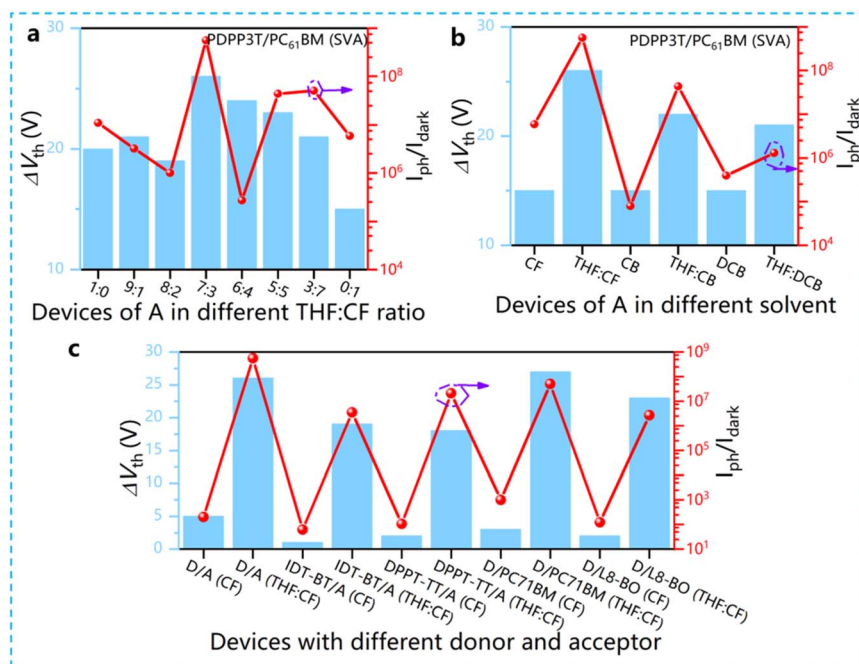 a
PDPP3T/PC61BM (SVA)
30
20
10
ΔVth (V)
10^8
10^6
10^4
Iph/Idark
1:0
9:1
8:2
7:3
6:4
5:5
3:7
0:1
Devices of A in different THF:CF ratio
b
PDPP3T/PC61BM (SVA)
30
20
10
ΔVth (V)
10^8
10^6
10^4
Iph/Idark
CF
THF:CF
CB
THF:CB
DCB
THF:DCB
Devices of A in different solvent
c
30
25
20
15
10
5
0
ΔVth (V)
10^9
10^7
10^5
10^3
10^1
Iph/Idark
D/A (CF)
D/A (THF:CF)
IDT-BT/A (CF)
IDT-BT/A (THF:CF)
DPPT-TT/A (CF)
DPPT-TT/A (THF:CF)
D/PC71BM (CF)
D/PC71BM (THF:CF)
D/L8-BO (CF)
D/L8-BO (THF:CF)
Devices with different donor and acceptor